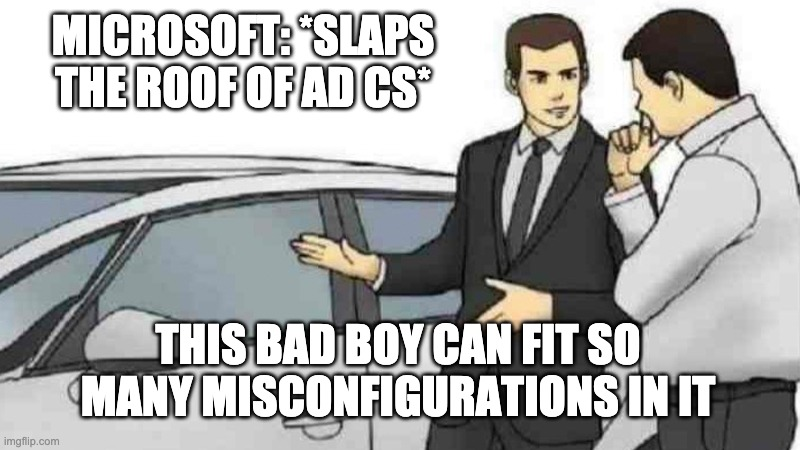 MICROSOFT: *SLAPS
THE ROOF OF AD CS*
THIS BAD BOY CAN FIT SO
MANY MISCONFIGURATIONS IN IT
imgflip.com